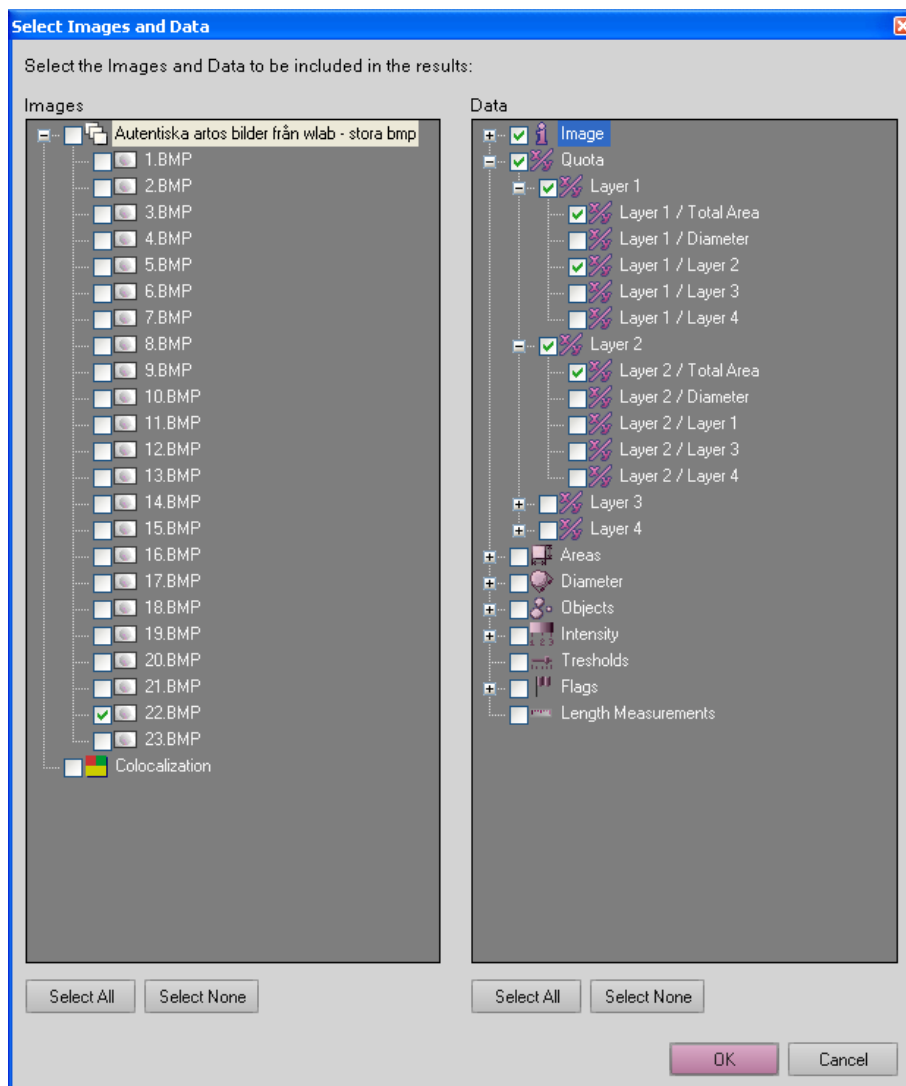 Select Images and Data
Select the Images and Data to be included in the results:
Images
Autentiska artos bilder från wlab - stora bmp
1.BMP
2.BMP
3.BMP
4.BMP
5.BMP
6.BMP
7.BMP
8.BMP
9.BMP
10.BMP
11.BMP
12.BMP
13.BMP
14.BMP
15.BMP
16.BMP
17.BMP
18.BMP
19.BMP
20.BMP
21.BMP
22.BMP
23.BMP
Colocalization
Select All
Select None
Data
Image
Quota
Layer 1
Layer 1 / Total Area
Layer 1 / Diameter
Layer 1 / Layer 2
Layer 1 / Layer 3
Layer 1 / Layer 4
Layer 2
Layer 2 / Total Area
Layer 2 / Diameter
Layer 2 / Layer 1
Layer 2 / Layer 3
Layer 2 / Layer 4
Layer 3
Layer 4
Areas
Diameter
Objects
Intensity
Tresholds
Flags
Length Measurements
Select All
Select None
OK
Cancel